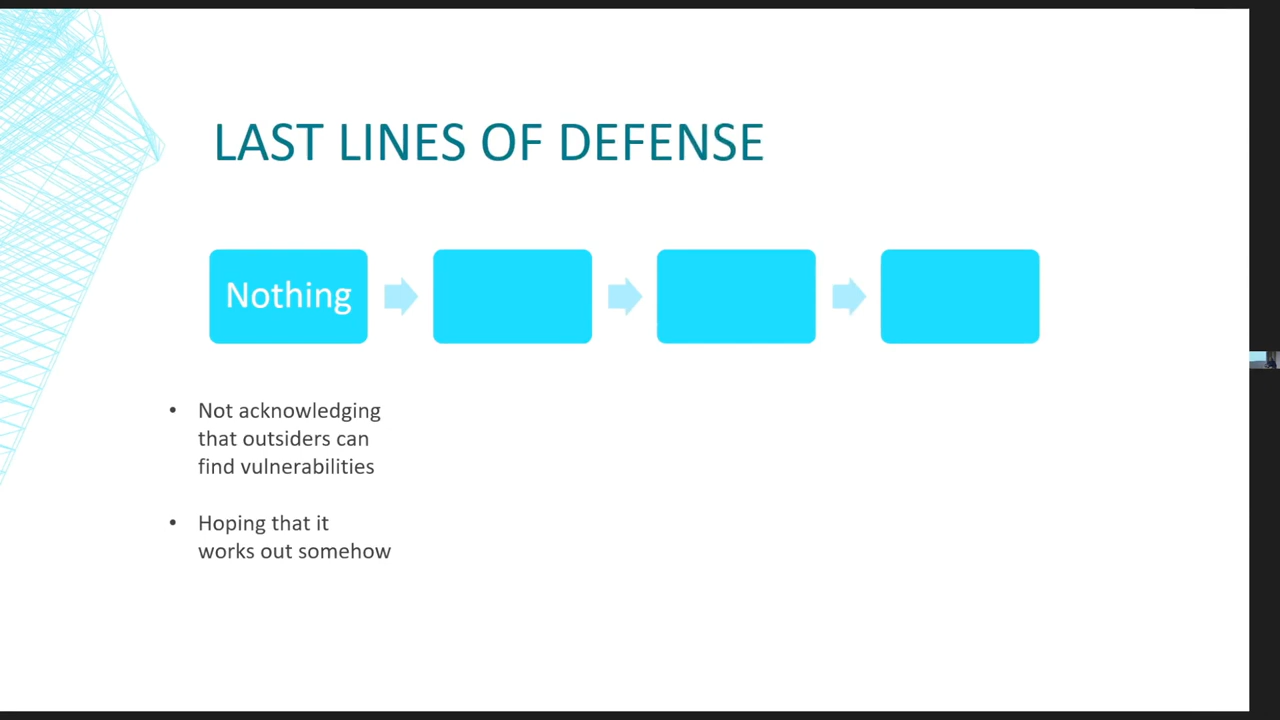 LAST LINES OF DEFENSE
Nothing
• Not acknowledging
that outsiders can
find vulnerabilities
• Hoping that it
works out somehow